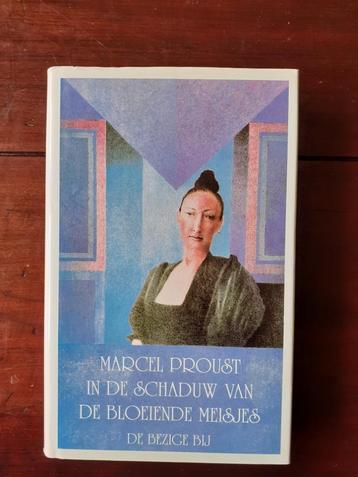 MARCEL PROUST
IN DE SCHADUW VAN
DE BLOEIENDE MEISJES
DE BEZIGE BIJ